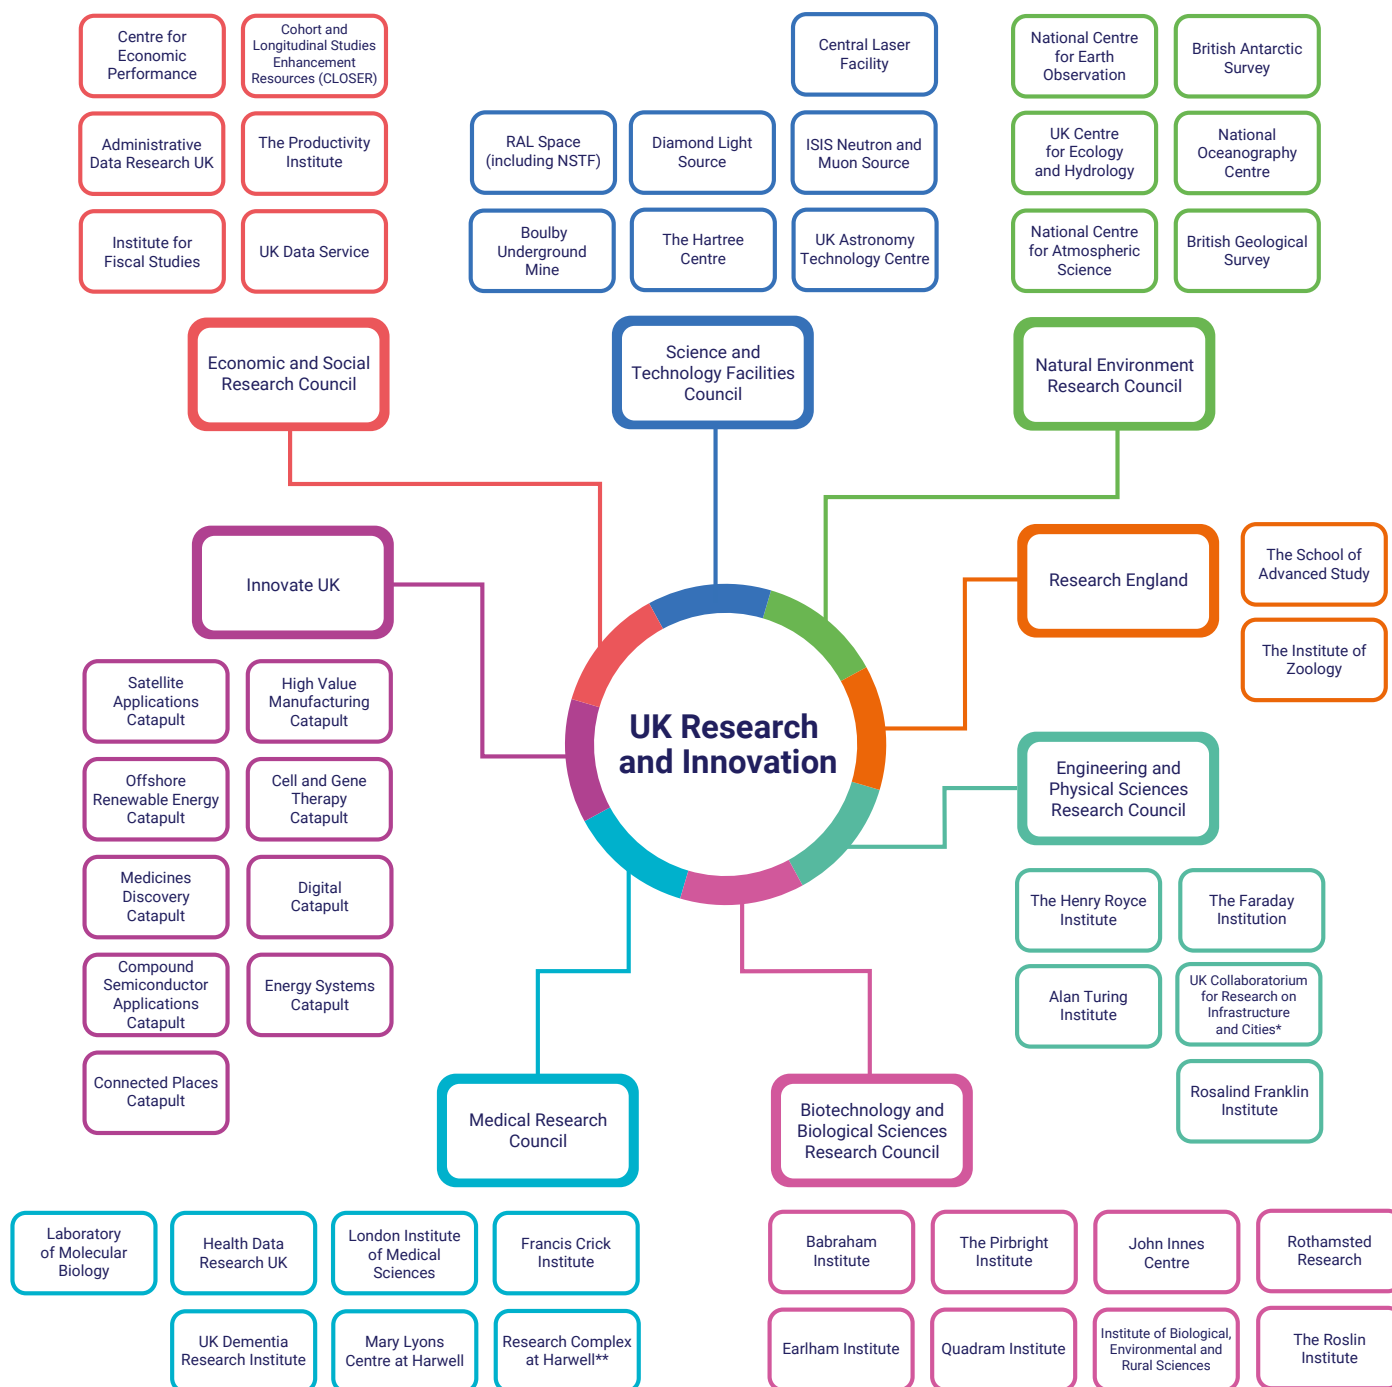 Centre for
Economic
Performance
Cohort and
Longitudinal Studies
Enhancement
Resources (CLOSER)
Administrative
Data Research UK
The Productivity
Institute
Institute for
Fiscal Studies
UK Data Service
Economic and Social
Research Council
Central Laser
Facility
RAL Space
(including NSTF)
Diamond Light
Source
ISIS Neutron and
Muon Source
Boulby
Underground
Mine
The Hartree
Centre
UK Astronomy
Technology Centre
Science and
Technology Facilities
Council
National Centre
for Earth
Observation
British Antarctic
Survey
UK Centre
for Ecology
and Hydrology
National
Oceanography
Centre
National Centre
for Atmospheric
Science
British Geological
Survey
Natural Environment
Research Council
Innovate UK
Satellite
Applications
Catapult
High Value
Manufacturing
Catapult
Offshore
Renewable Energy
Catapult
Cell and Gene
Therapy
Catapult
Medicines
Discovery
Catapult
Digital
Catapult
Compound
Semiconductor
Applications
Catapult
Energy Systems
Catapult
Connected Places
Catapult
UK Research
and Innovation
Research England
The School of
Advanced Study
The Institute of
Zoology
Engineering and
Physical Sciences
Research Council
The Henry Royce
Institute
The Faraday
Institution
Alan Turing
Institute
UK Collaboratorium
for Research on
Infrastructure
and Cities*
Rosalind Franklin
Institute
Medical Research
Council
Laboratory
of Molecular
Biology
Health Data
Research UK
London Institute
of Medical
Sciences
Francis Crick
Institute
UK Dementia
Research Institute
Mary Lyons
Centre at Harwell
Research Complex
at Harwell**
Biotechnology and
Biological Sciences
Research Council
Babraham
Institute
The Pirbright
Institute
John Innes
Centre
Rothamsted
Research
Earlham Institute
Quadram Institute
Institute of Biological,
Environmental and
Rural Sciences
The Roslin
Institute